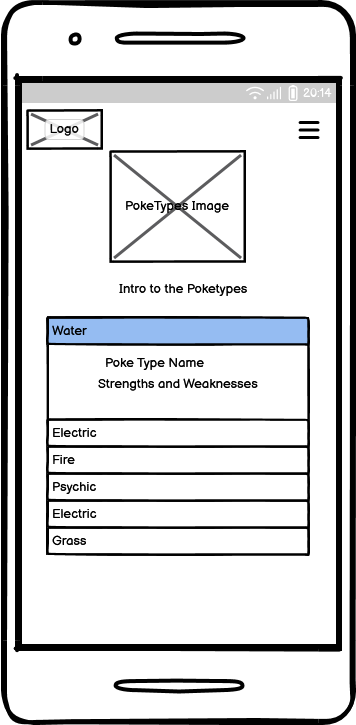 20:14
Logo
PokeTypes Image
Intro to the Poketypes
Water
Poke Type Name
Strengths and Weaknesses
Electric
Fire
Psychic
Electric
Grass